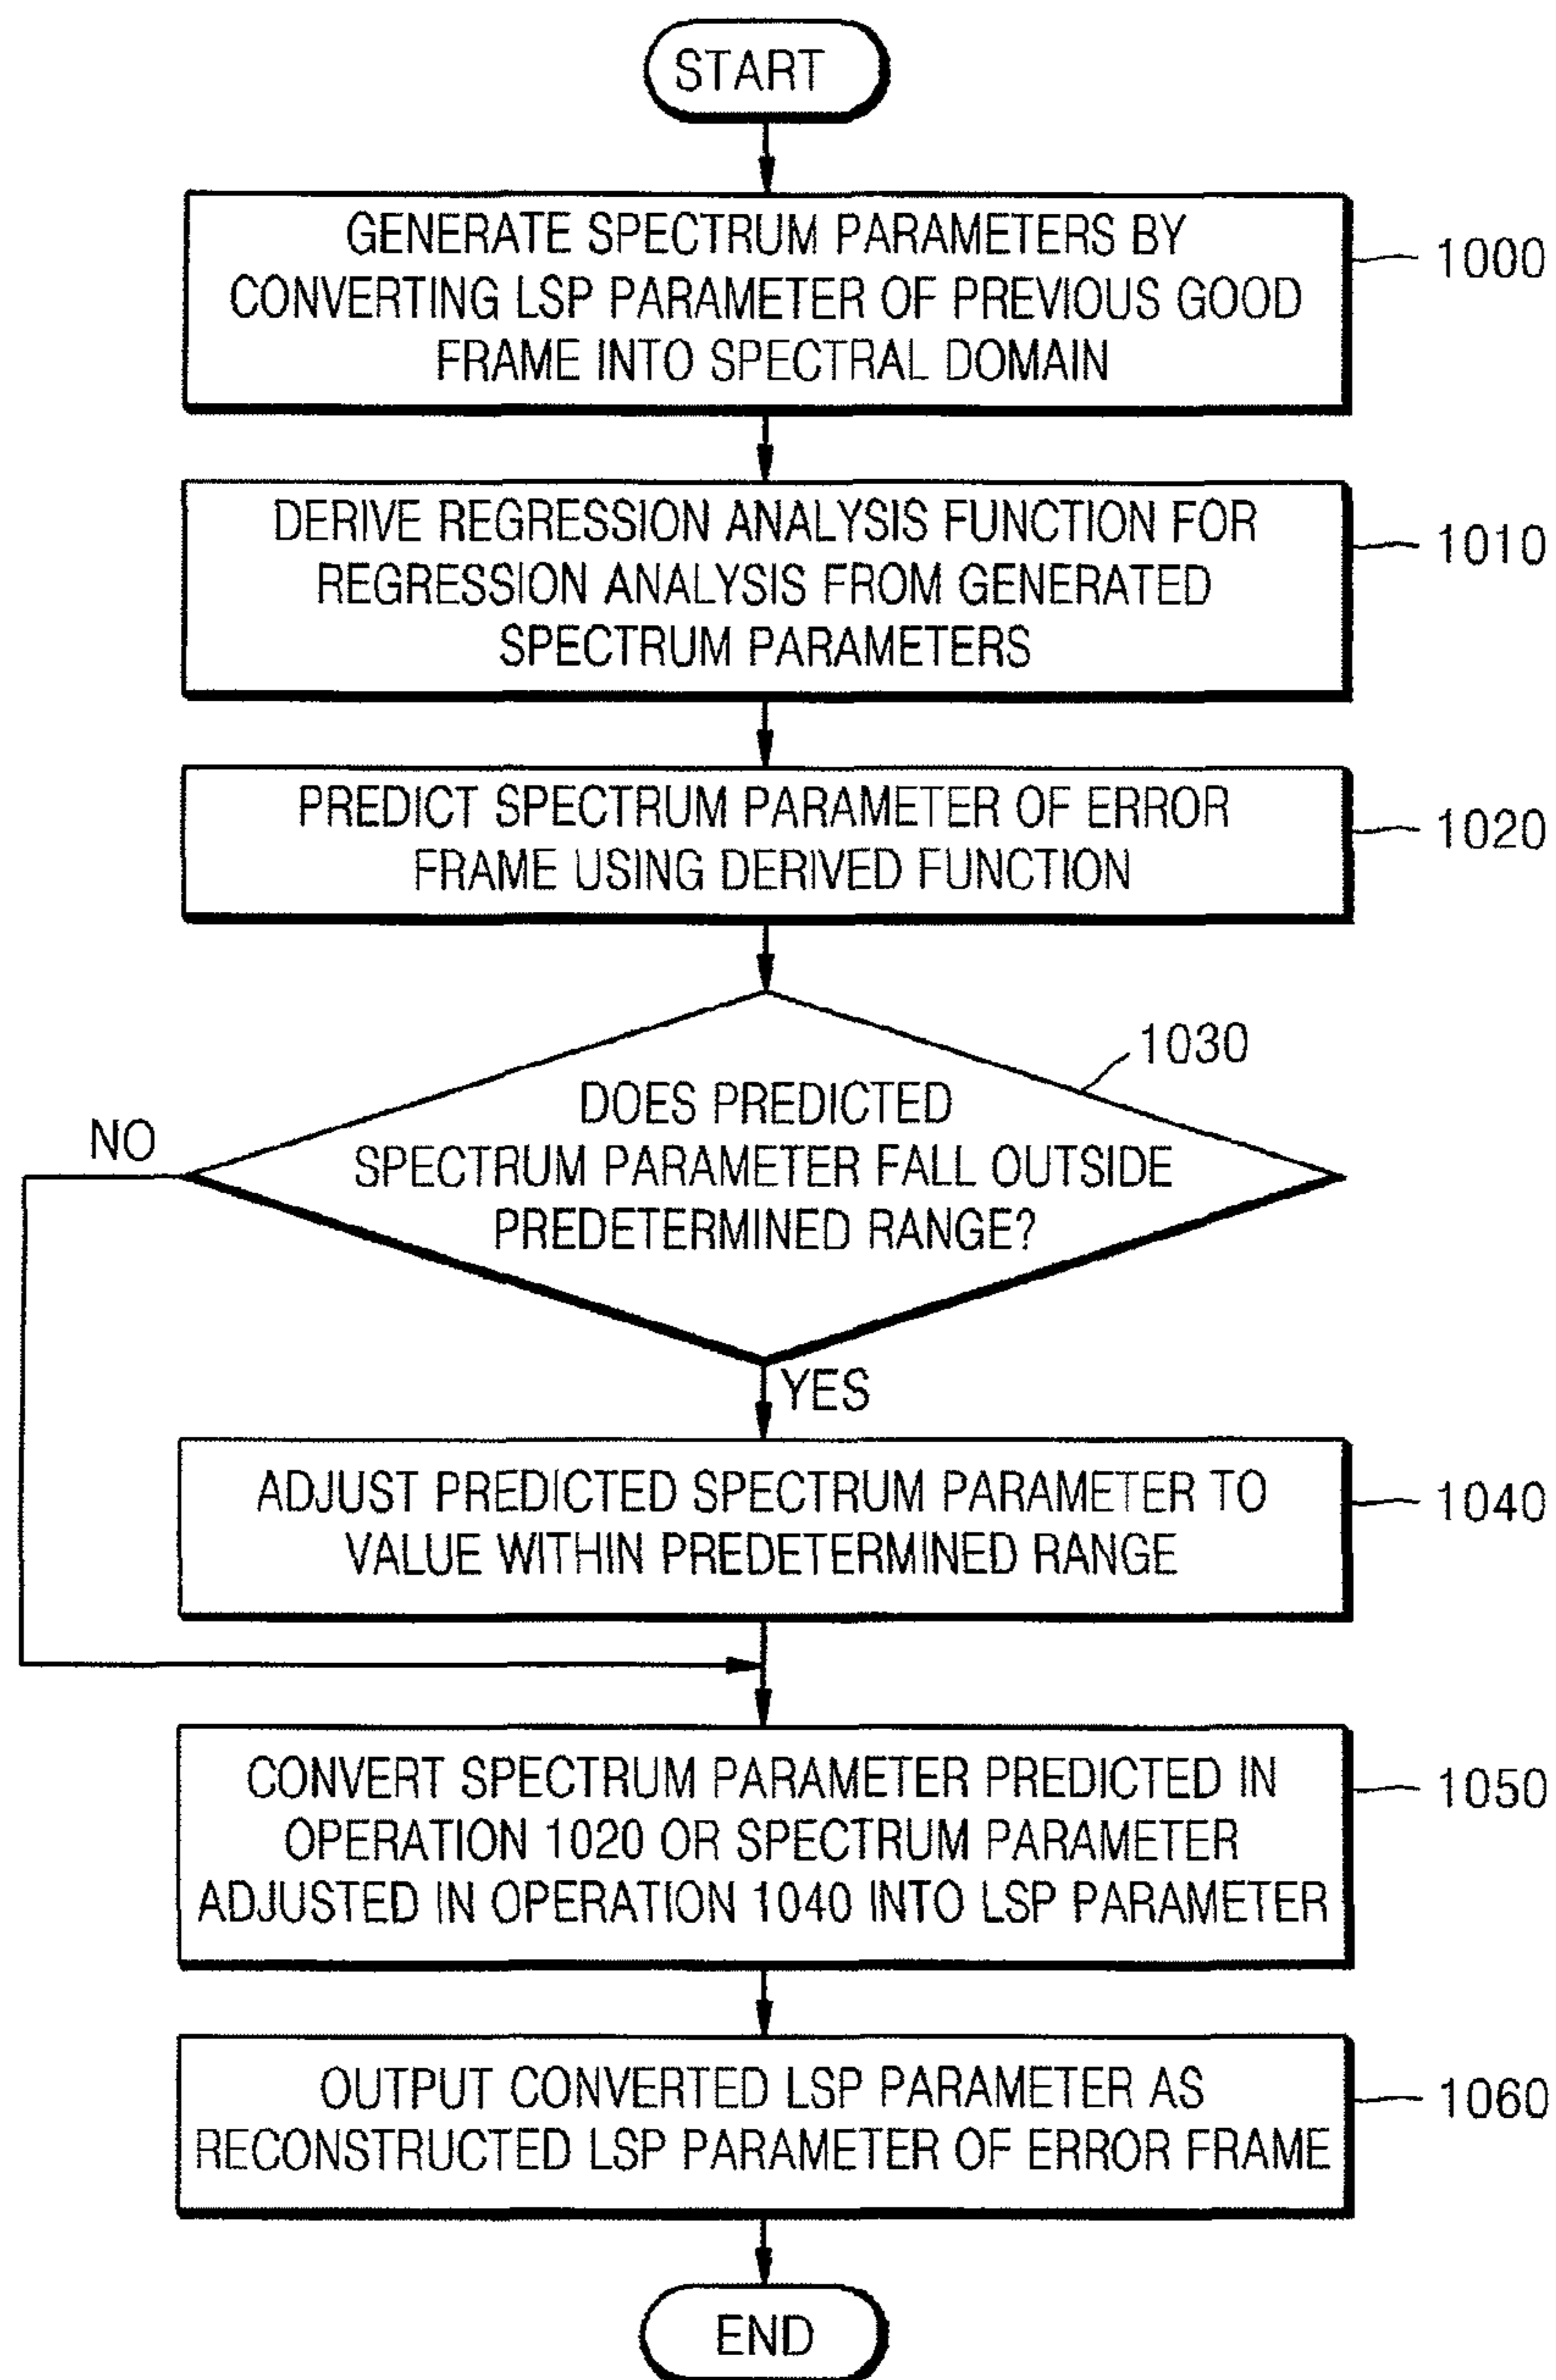 START
GENERATE SPECTRUM PARAMETERS BY
CONVERTING LSP PARAMETER OF PREVIOUS GOOD
FRAME INTO SPECTRAL DOMAIN
1000
DERIVE REGRESSION ANALYSIS FUNCTION FOR
REGRESSION ANALYSIS FROM GENERATED
SPECTRUM PARAMETERS
1010
PREDICT SPECTRUM PARAMETER OF ERROR
FRAME USING DERIVED FUNCTION
1020
1030
DOES PREDICTED
SPECTRUM PARAMETER FALL OUTSIDE
PREDETERMINED RANGE?
NO
YES
ADJUST PREDICTED SPECTRUM PARAMETER TO
VALUE WITHIN PREDETERMINED RANGE
1040
CONVERT SPECTRUM PARAMETER PREDICTED IN
OPERATION 1020 OR SPECTRUM PARAMETER
ADJUSTED IN OPERATION 1040 INTO LSP PARAMETER
1050
OUTPUT CONVERTED LSP PARAMETER AS
RECONSTRUCTED LSP PARAMETER OF ERROR FRAME
1060
END